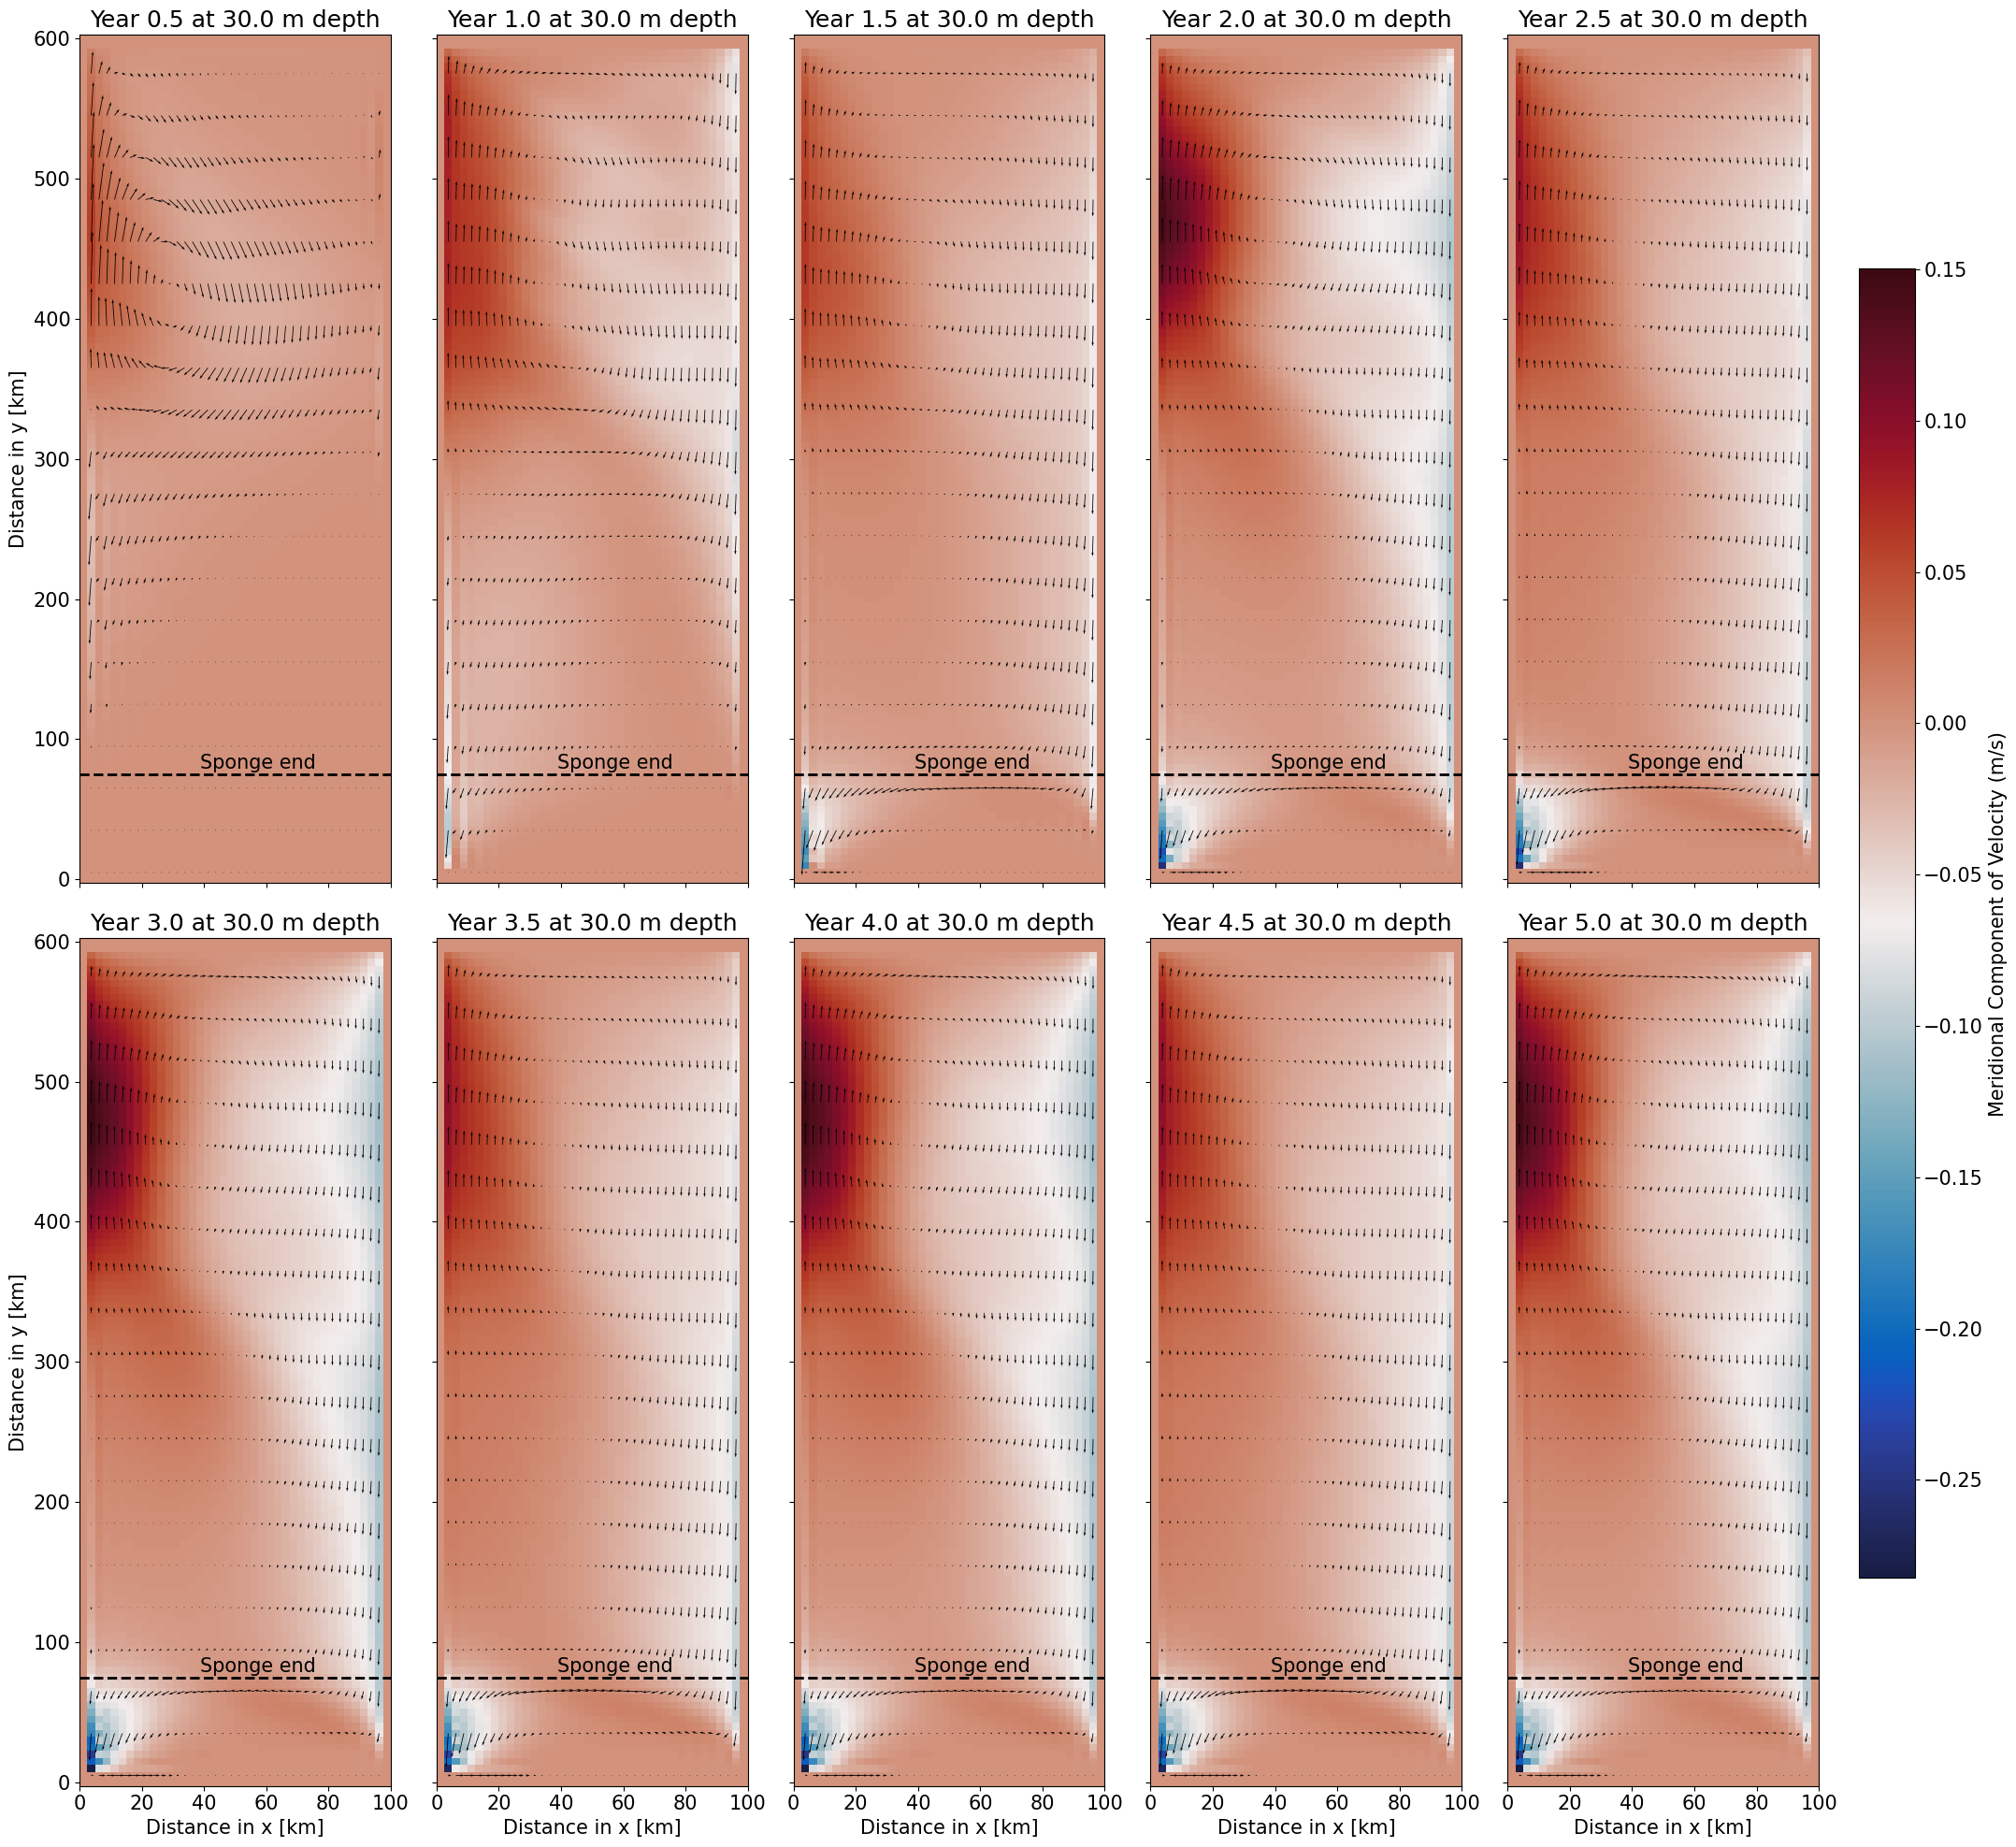 Year 0.5 at 30.0 m depth
Year 1.0 at 30.0 m depth
Year 1.5 at 30.0 m depth
Year 2.0 at 30.0 m depth
Year 2.5 at 30.0 m depth
600
500
400
300
200
100
0
Distance in y [km]
Sponge end
Sponge end
Sponge end
Sponge end
Sponge end
Year 3.0 at 30.0 m depth
Year 3.5 at 30.0 m depth
Year 4.0 at 30.0 m depth
Year 4.5 at 30.0 m depth
Year 5.0 at 30.0 m depth
600
500
400
300
200
100
0
Distance in y [km]
Sponge end
Sponge end
Sponge end
Sponge end
Sponge end
0 20 40 60 80 100
0 20 40 60 80 100
0 20 40 60 80 100
0 20 40 60 80 100
0 20 40 60 80 100
Distance in x [km]
Distance in x [km]
Distance in x [km]
Distance in x [km]
Distance in x [km]
0.15
0.10
0.05
0.00
−0.05
−0.10
−0.15
−0.20
−0.25
Meridional Component of Velocity (m/s)